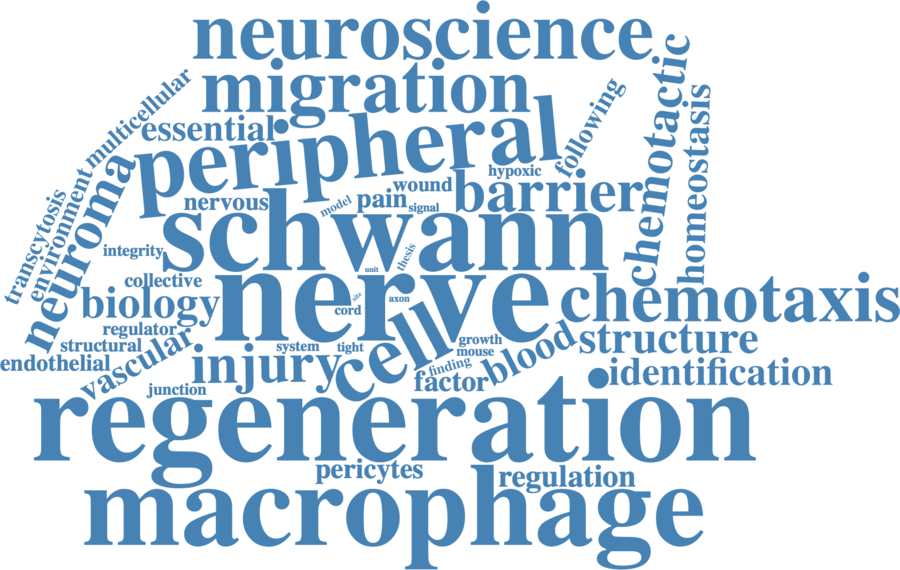 neuroscience
migration
chemotactic
homeostasis
following
multicellular
essential
peripheral
hypoxic
wound
barrier
pain
nervous
model
signal
environment
transcytosis
neuroma
schwann
thesis
integrity
unit
collective
nerve
chemotaxis
biology
site
axon
cord
regulator
structural
cell
growth
structure
system
tight
mouse
blood
endothelial
vascular
injury
finding
factor
identification
junction
regeneration
pericytes
regulation
macrophage